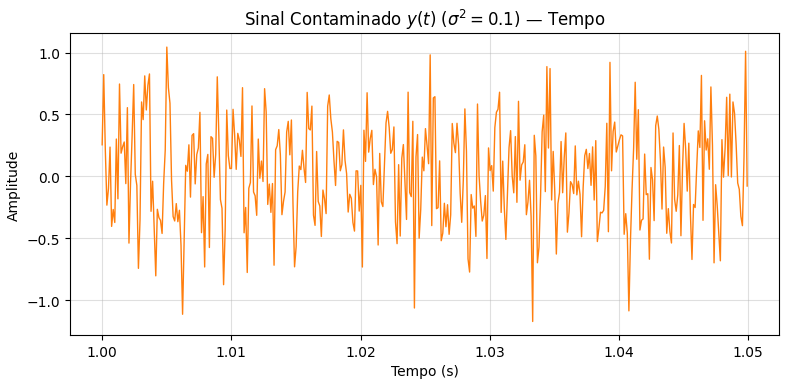 Sinal Contaminado y(t) (σ² = 0.1) — Tempo
1.0
0.5
0.0
−0.5
−1.0
Amplitude
1.00 1.01 1.02 1.03 1.04 1.05
Tempo (s)